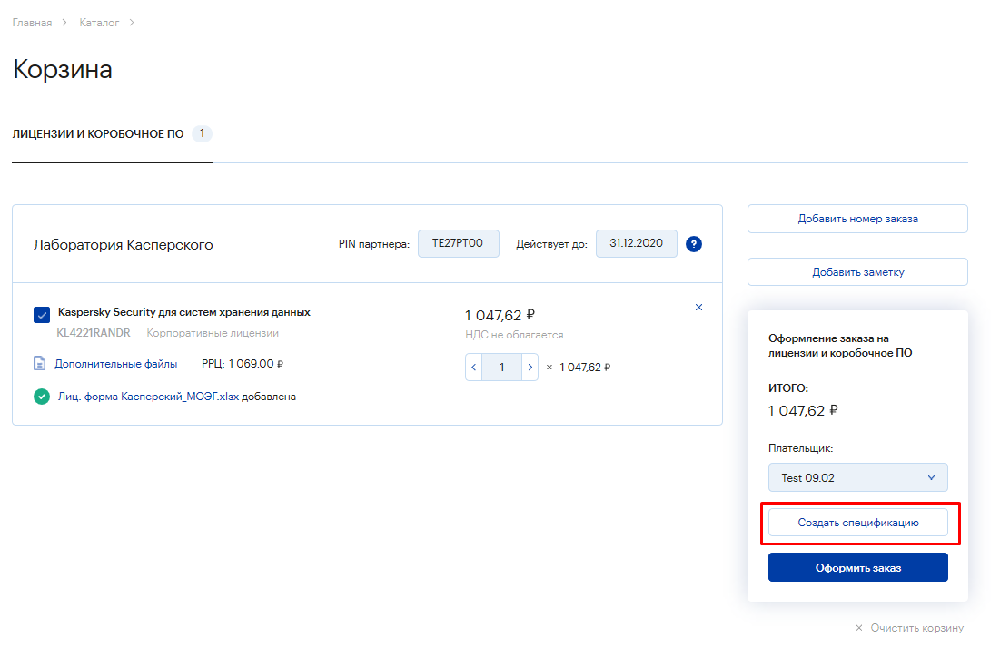 Главная > Каталог >
Корзина
ЛИЦЕНЗИИ И КОРОБОЧНОЕ ПО 1
Лаборатория Касперского PIN партнера: TE27PT00 Действует до: 31.12.2020 ?
Kaspersky Security для систем хранения данных
KL4221RANDR Корпоративные лицензии
Дополнительные файлы РРЦ: 1 069,00 ₽
Лиц. форма Касперский_МОЭГ.xlsx добавлена
1 047,62 ₽
НДС не облагается
< 1 > × 1 047,62 ₽
Добавить номер заказа
Добавить заметку
Оформление заказа на
лицензии и коробочное ПО
ИТОГО:
1 047,62 ₽
Плательщик:
Test 09.02
Создать спецификацию
Оформить заказ
× Очистить корзину